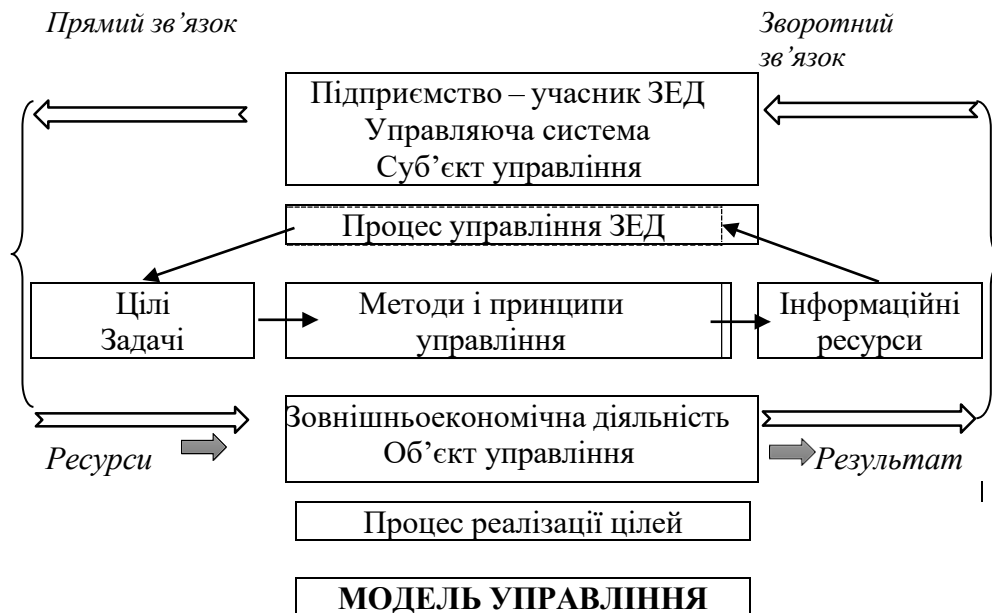 Прямий зв’язок
Зворотний
зв’язок
Підприємство – учасник ЗЕД
Управляюча система
Суб’єкт управління
Процес управління ЗЕД
Цілі
Задачі
Методи і принципи
управління
Інформаційні
ресурси
Зовнішньоекономічна діяльність
Об’єкт управління
Ресурси
Результат
Процес реалізації цілей
МОДЕЛЬ УПРАВЛІННЯ